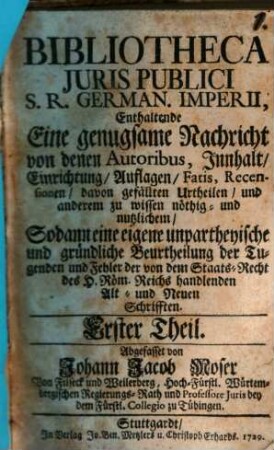 1.
BIBLIOTHECA
JURIS PUBLICI
S. R. GERMAN. IMPERII,
Enthaltende
Eine genugsame Nachricht
von denen Autoribus, Innhalt/
Einrichtung/ Auflagen/ Fatis, Recen-
sionen/ davon gefällten Urtheilen/ und
anderem zu wissen nöthig- und
nutzlichem/
Sodann eine eigene unpartheyische
und gründliche Beurtheilung der Tu-
genden und Fehler der von dem Staats-Recht
des H. Röm. Reichs handlenden
Alt- und Neuen
Schrifften.
Erster Theil.
Abgefasset von
Johann Jacob Moser
Von Filseck und Weilerberg, Hoch-Fürstl. Würtem-
bergischen Regierungs-Rath und Professore Juris bey
dem Fürstl. Collegio zu Tübingen.
Stuttgardt/
In Verlag Jo. Ben. Metzlers u. Christoph Erhards. 1729.